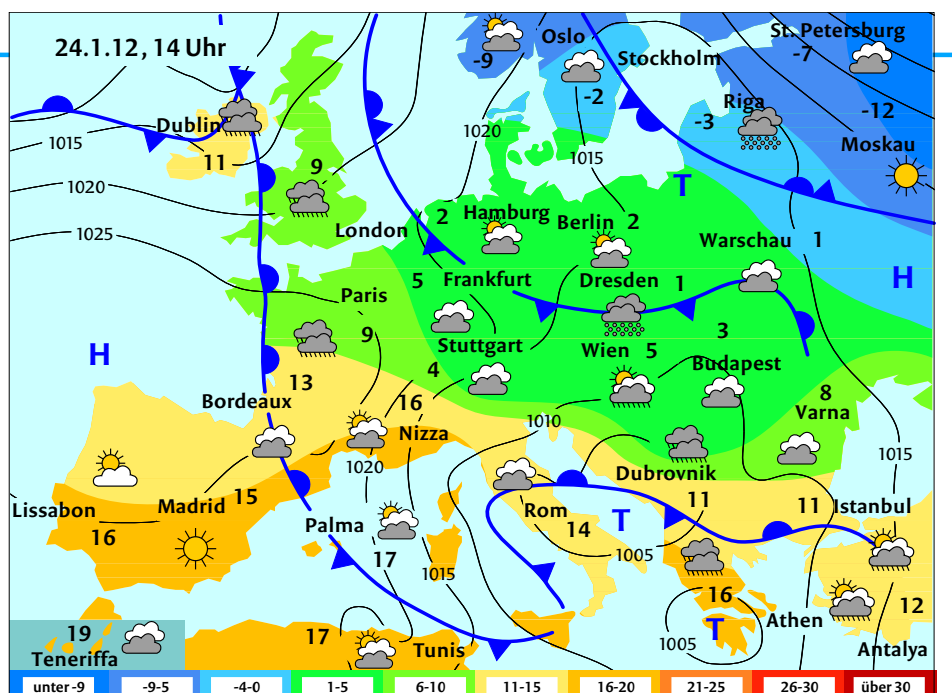 24.1.12, 14 Uhr
-9
Oslo
-2
Stockholm
St. Petersburg
-7
-12
Riga
-3
Moskau
Dublin
11
1015
1020
1025
9
London
1020
1015
T
2
Hamburg
Berlin
2
Warschau
1
H
5
Frankfurt
Dresden
1
Paris
9
Stuttgart
Wien
5
3
Budapest
H
13
Bordeaux
4
16
Nizza
1010
8
Varna
1015
1020
Lissabon
16
Madrid
15
Palma
17
1015
Rom
14
T
1005
Dubrovnik
11
11
Istanbul
16
T
1005
Athen
12
Antalya
19
Teneriffa
17
Tunis
unter -9
-9-5
-4-0
1-5
6-10
11-15
16-20
21-25
26-30
über 30